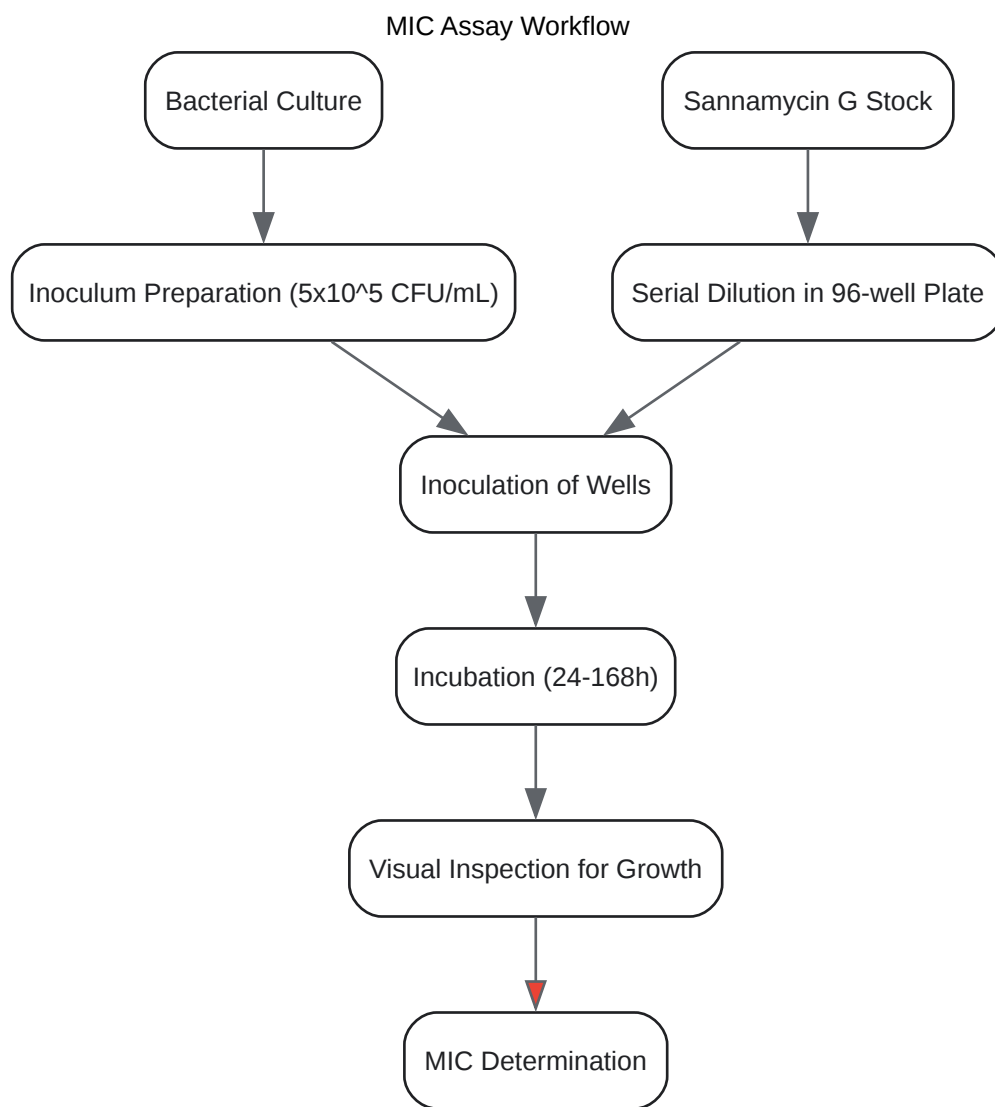 MIC Assay Workflow
Bacterial Culture
Sannamycin G Stock
Inoculum Preparation (5x10^5 CFU/mL)
Serial Dilution in 96-well Plate
Inoculation of Wells
Incubation (24-168h)
Visual Inspection for Growth
MIC Determination